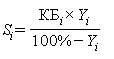 Sᵢ = (КБᵢ × Yᵢ) / (100% − Yᵢ)